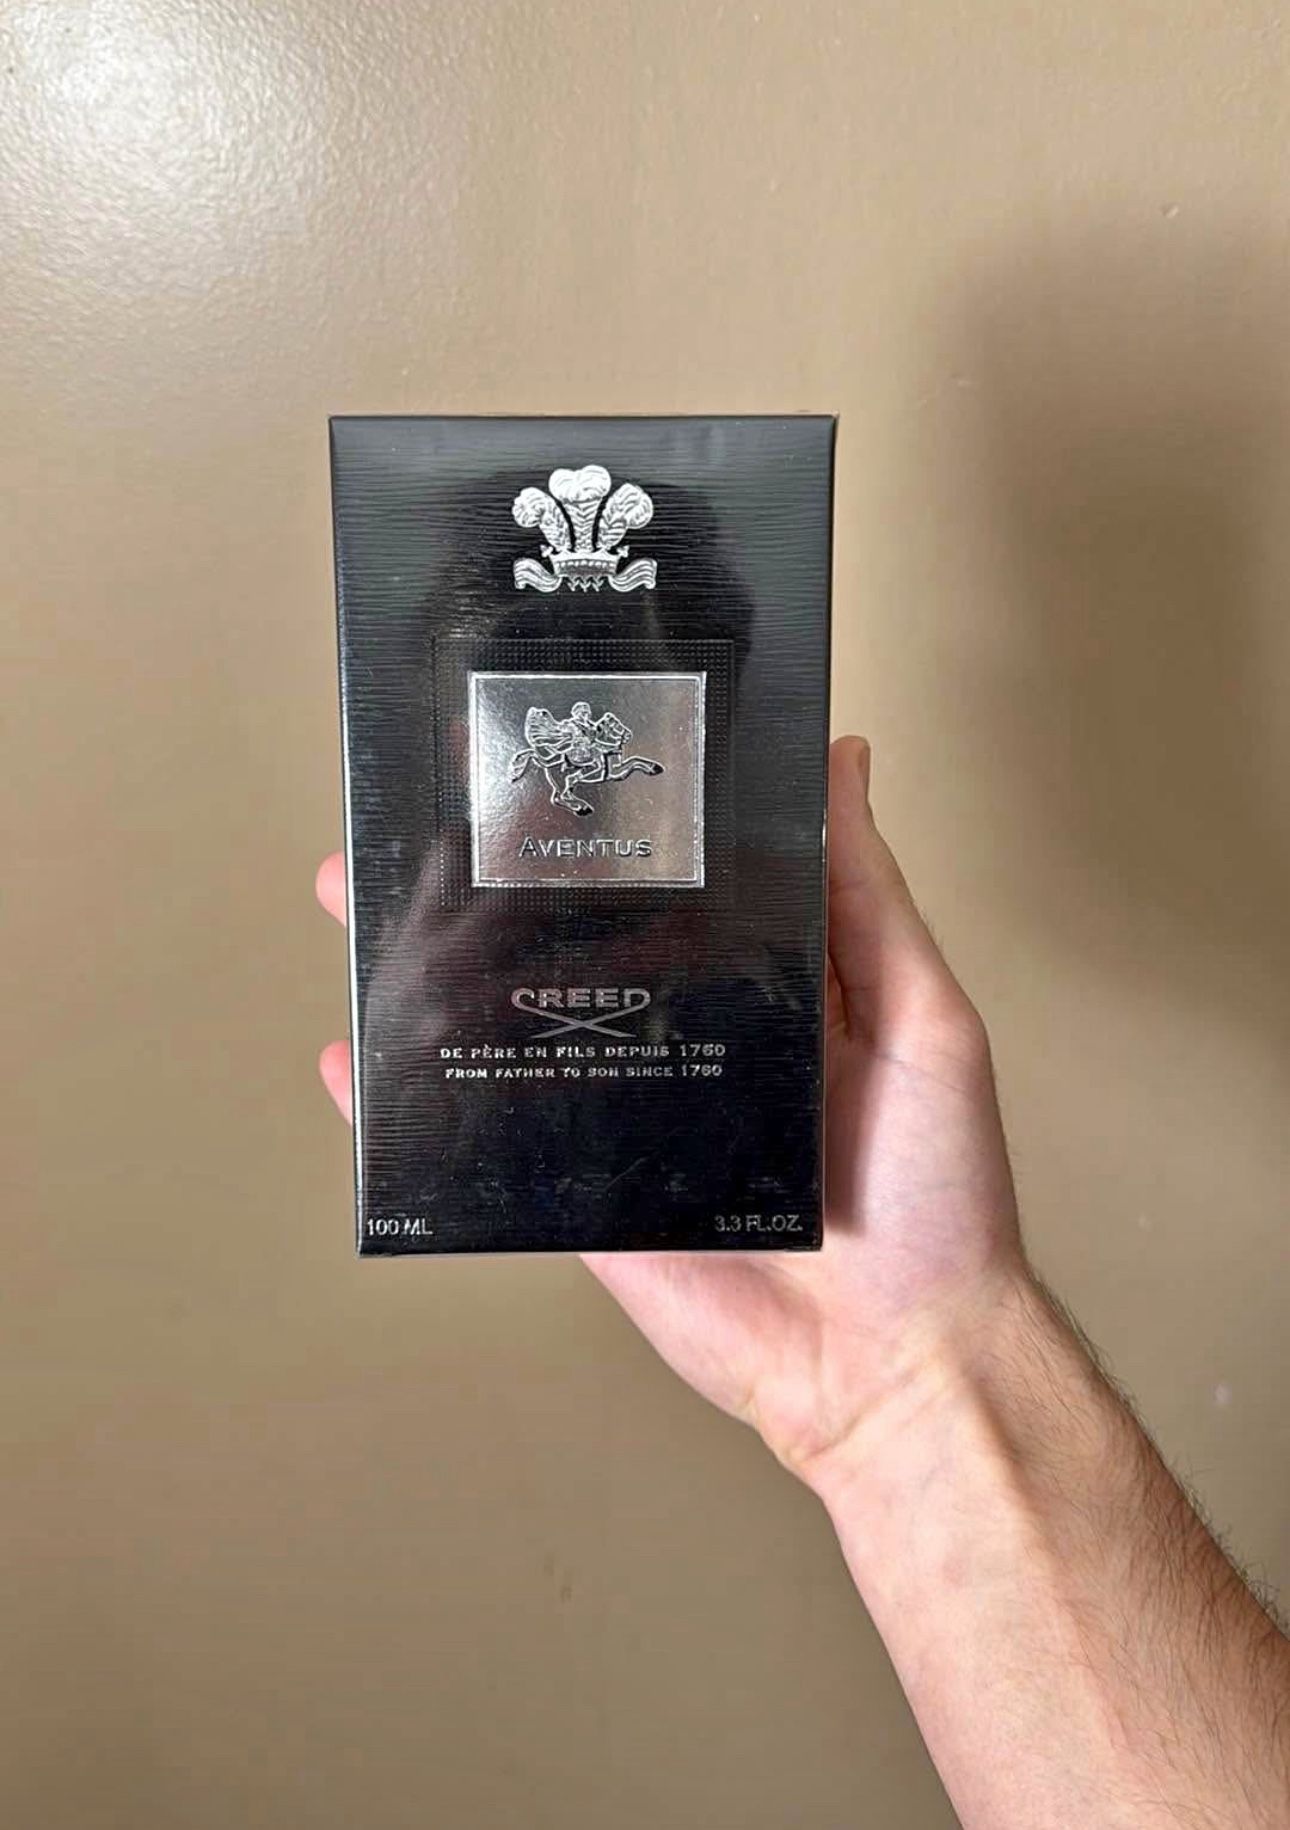 AVENTUS
CREED
DE PÈRE EN FILS DEPUIS 1760
FROM FATHER TO SON SINCE 1760
100 ML
3.3 FL.OZ.